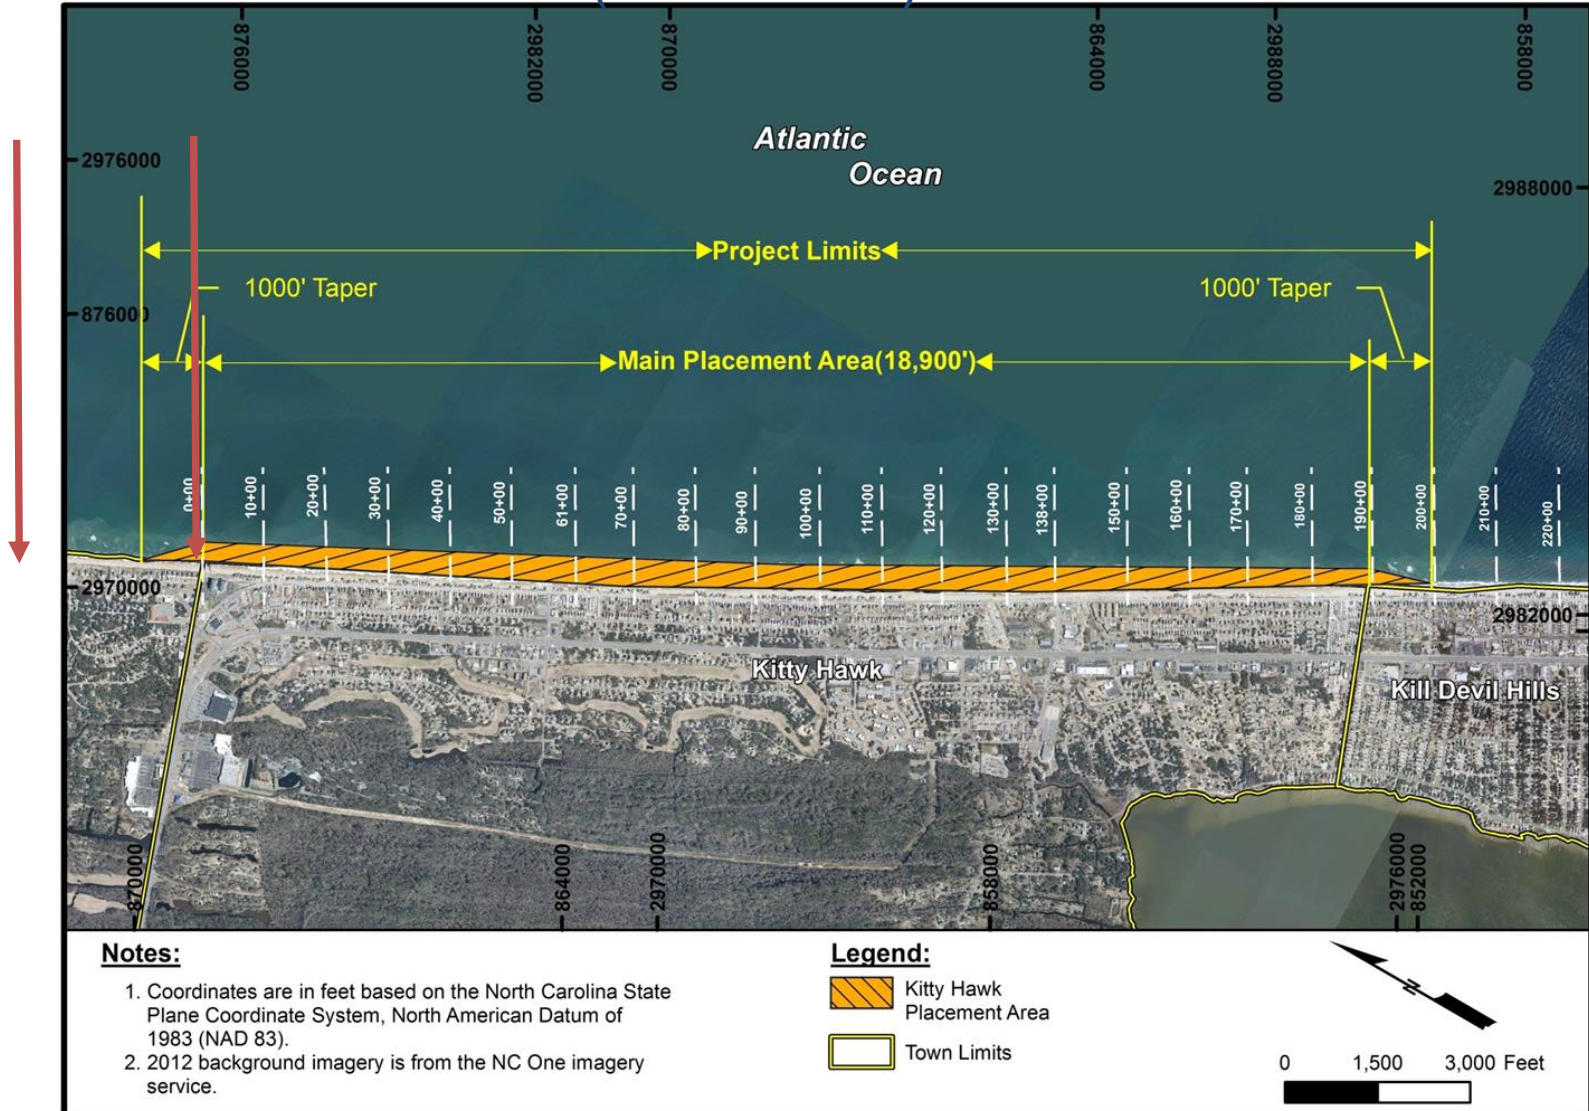 876000
2982000
870000
864000
2988000
858000
Atlantic
Ocean
2976000
2988000
Project Limits
1000' Taper
1000' Taper
876000
Main Placement Area(18,900')
0+00
10+00
20+00
30+00
40+00
50+00
61+00
70+00
80+00
90+00
100+00
110+00
120+00
130+00
138+00
150+00
160+00
170+00
180+00
190+00
200+00
210+00
220+00
2970000
2982000
Kitty Hawk
Kill Devil Hills
870000
864000
2970000
858000
2976000
852000
Notes:
1. Coordinates are in feet based on the North Carolina State
Plane Coordinate System, North American Datum of
1983 (NAD 83).
2. 2012 background imagery is from the NC One imagery
service.
Legend:
Kitty Hawk
Placement Area
Town Limits
N
0 1,500 3,000 Feet